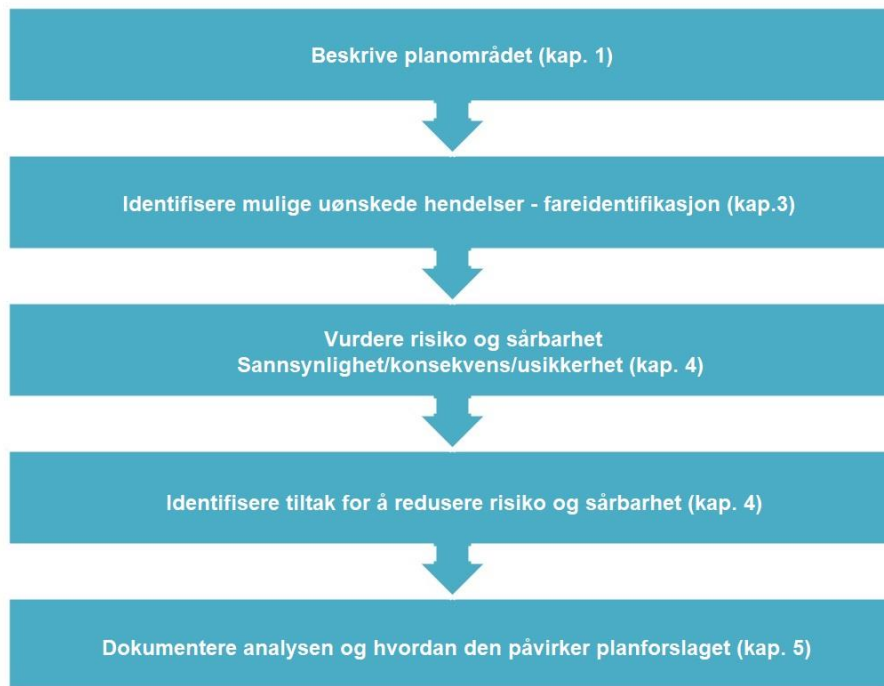 Beskrive planområdet (kap. 1)
Identifisere mulige uønskede hendelser - fareidentifikasjon (kap.3)
Vurdere risiko og sårbarhet
Sannsynlighet/konsekvens/usikkerhet (kap. 4)
Identifisere tiltak for å redusere risiko og sårbarhet (kap. 4)
Dokumentere analysen og hvordan den påvirker planforslaget (kap. 5)